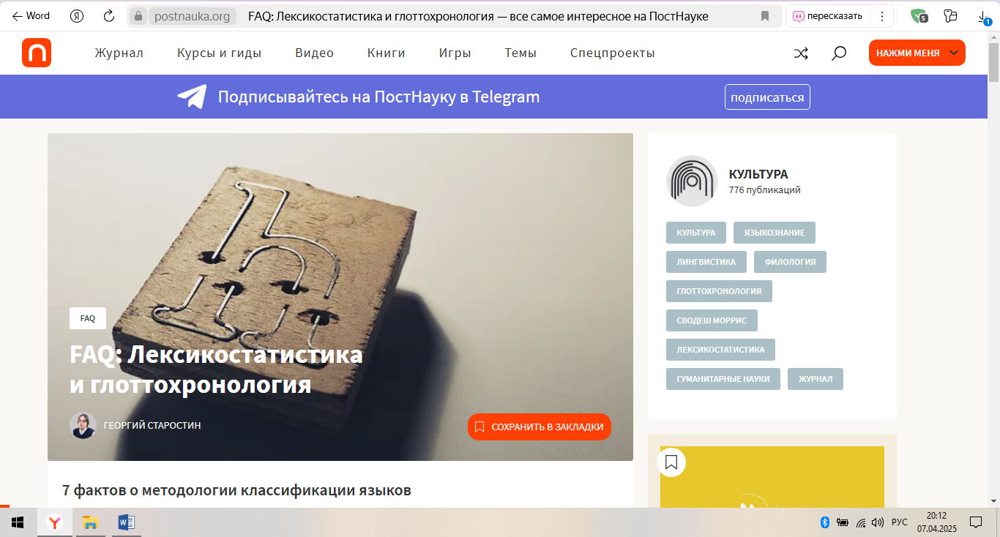 Word
Я
postnauka.org
FAQ: Лексикостатистика и глоттохронология — все самое интересное на ПостНауке
пересказать
5
1
Журнал
Курсы и гиды
Видео
Книги
Игры
Темы
Спецпроекты
НАЖМИ МЕНЯ
Подписывайтесь на ПостНауку в Telegram
подписаться
FAQ
FAQ: Лексикостатистика
и глоттохронология
ГЕОРГИЙ СТАРОСТИН
СОХРАНИТЬ В ЗАКЛАДКИ
7 фактов о методологии классификации языков
КУЛЬТУРА
776 публикаций
КУЛЬТУРА
ЯЗЫКОЗНАНИЕ
ЛИНГВИСТИКА
ФИЛОЛОГИЯ
ГЛОТТОХРОНОЛОГИЯ
СВОДЕШ МОРРИС
ЛЕКСИКОСТАТИСТИКА
ГУМАНИТАРНЫЕ НАУКИ
ЖУРНАЛ
РУС
20:12
07.04.2025